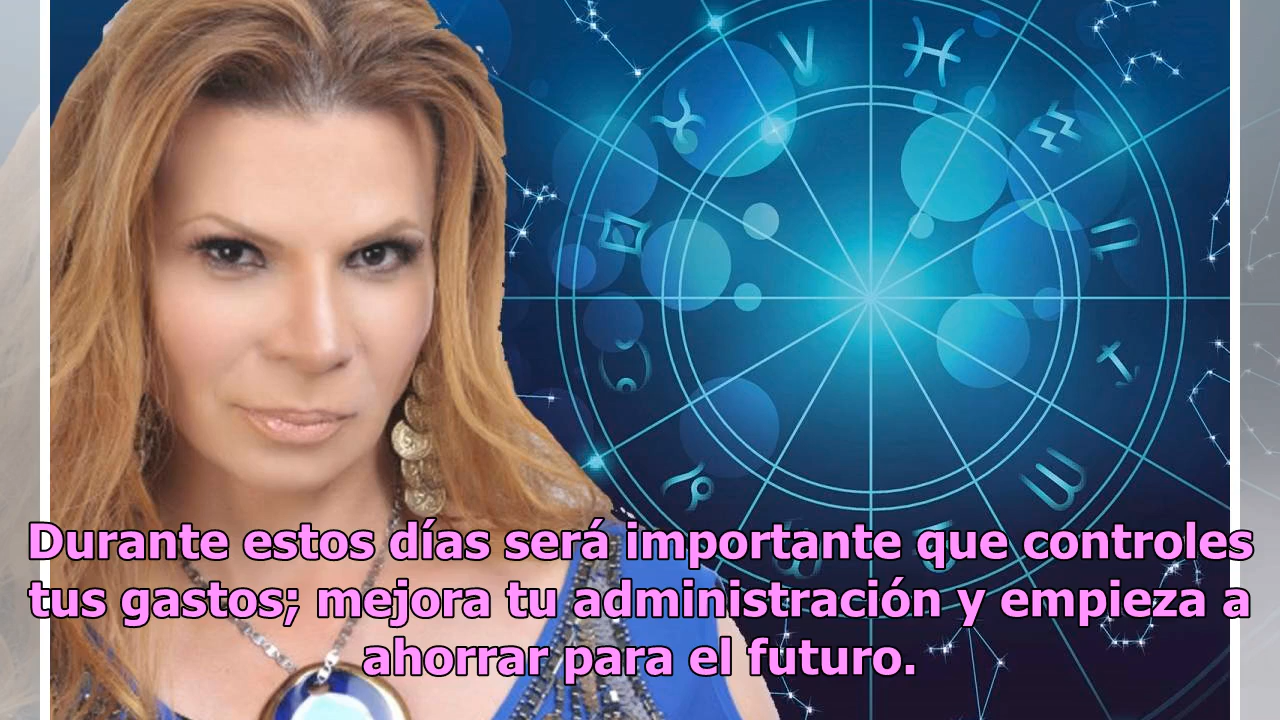 Durante estos días será importante que controles
tus gastos; mejora tu administración y empieza a
ahorrar para el futuro.